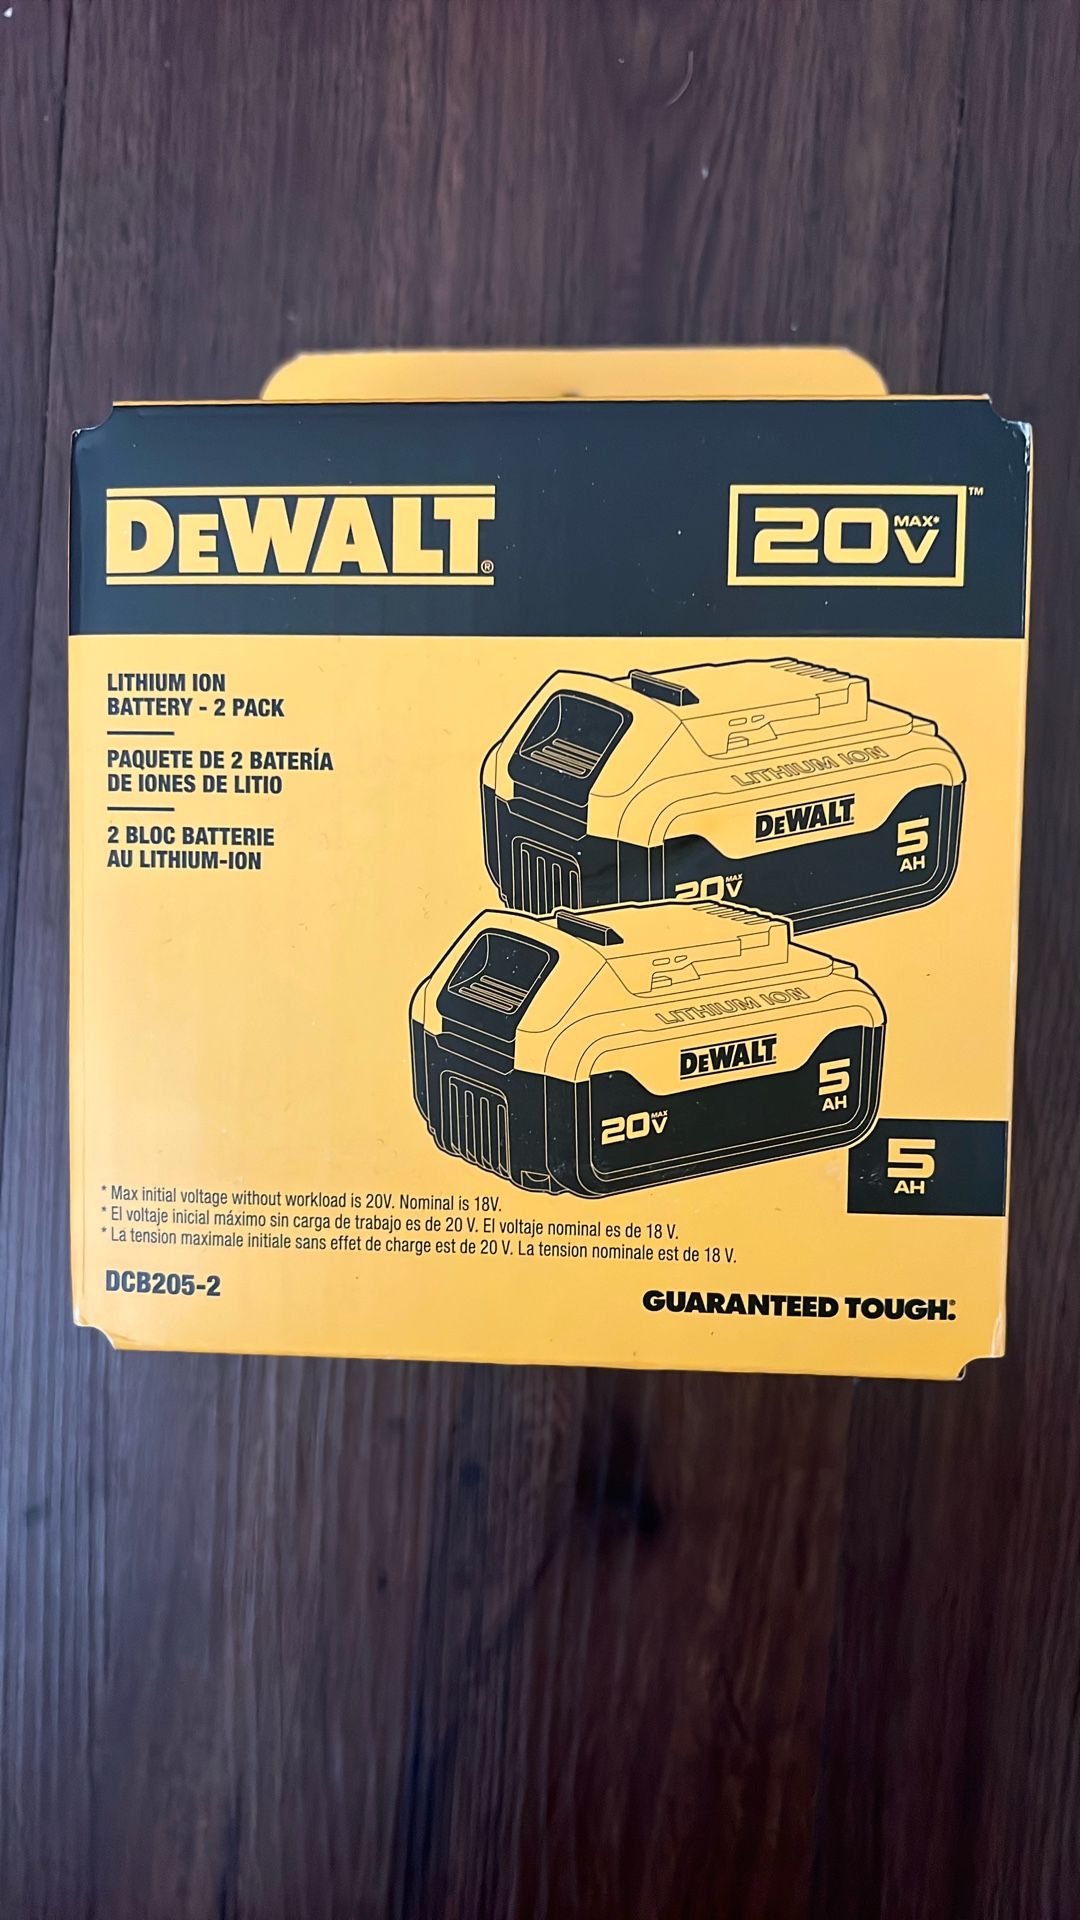 DEWALT®
20V MAX* ™
LITHIUM ION
BATTERY - 2 PACK
PAQUETE DE 2 BATERÍA
DE IONES DE LITIO
2 BLOC BATTERIE
AU LITHIUM-ION
LITHIUM ION
DEWALT
5
AH
20V MAX
LITHIUM ION
DEWALT
5
AH
20V MAX
5
AH
* Max initial voltage without workload is 20V. Nominal is 18V.
* El voltaje inicial máximo sin carga de trabajo es de 20 V. El voltaje nominal es de 18 V.
* La tension maximale initiale sans effet de charge est de 20 V. La tension nominale est de 18 V.
DCB205-2
GUARANTEED TOUGH.®